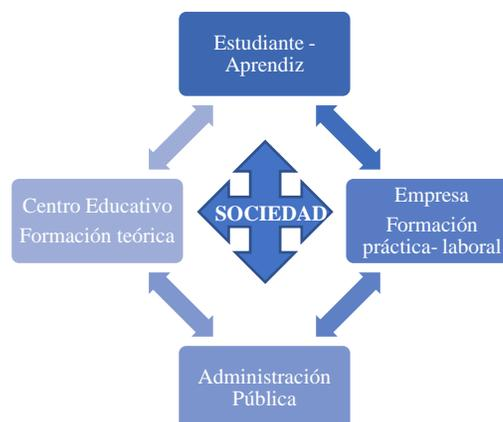 Estudiante -
Aprendiz
Centro Educativo
Formación teórica
SOCIEDAD
Empresa
Formación
práctica- laboral
Administración
Pública